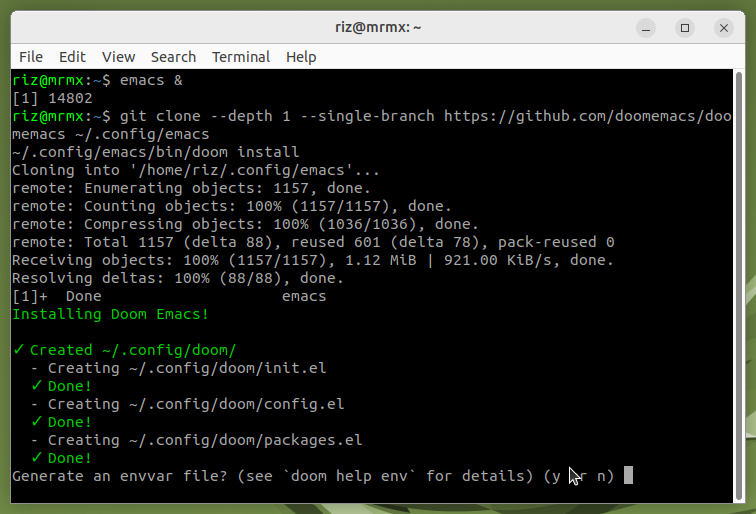 riz@mrmx: ~
File Edit View Search Terminal Help
riz@mrmx:~$ emacs &
[1] 14802
riz@mrmx:~$ git clone --depth 1 --single-branch https://github.com/doomemacs/doo
memacs ~/.config/emacs
~/.config/emacs/bin/doom install
Cloning into '/home/riz/.config/emacs'...
remote: Enumerating objects: 1157, done.
remote: Counting objects: 100% (1157/1157), done.
remote: Compressing objects: 100% (1036/1036), done.
remote: Total 1157 (delta 88), reused 601 (delta 78), pack-reused 0
Receiving objects: 100% (1157/1157), 1.12 MiB | 921.00 KiB/s, done.
Resolving deltas: 100% (88/88), done.
[1]+  Done                    emacs
Installing Doom Emacs!
✓ Created ~/.config/doom/
- Creating ~/.config/doom/init.el
✓ Done!
- Creating ~/.config/doom/config.el
✓ Done!
- Creating ~/.config/doom/packages.el
✓ Done!
Generate an envvar file? (see `doom help env` for details) (y or n)